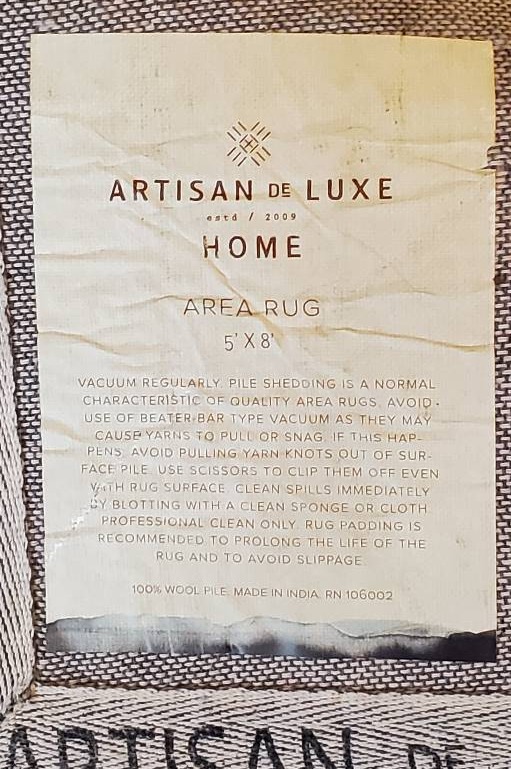 ARTISAN DE LUXE
estd / 2009
HOME
AREA RUG
5' X 8'
VACUUM REGULARLY. PILE SHEDDING IS A NORMAL
CHARACTERISTIC OF QUALITY AREA RUGS. AVOID
USE OF BEATER-BAR TYPE VACUUM AS THEY MAY
CAUSE YARNS TO PULL OR SNAG. IF THIS HAP-
PENS, AVOID PULLING YARN KNOTS OUT OF SUR-
FACE PILE. USE SCISSORS TO CLIP THEM OFF EVEN
WITH RUG SURFACE. CLEAN SPILLS IMMEDIATELY
BY BLOTTING WITH A CLEAN SPONGE OR CLOTH.
PROFESSIONAL CLEAN ONLY. RUG PADDING IS
RECOMMENDED TO PROLONG THE LIFE OF THE
RUG AND TO AVOID SLIPPAGE.
100% WOOL PILE. MADE IN INDIA. RN 106002
ARTISAN DE